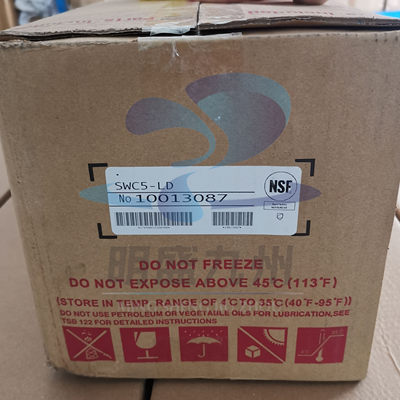 SWC5-LD
No 10013087
NSF
DO NOT FREEZE
DO NOT EXPOSE ABOVE 45℃(113℉)
(STORE IN TEMP. RANGE OF 4℃TO 35℃(40℉-95℉)
DO NOT USE PETROLEUM OR VEGETABLE OILS FOR LUBRICATION,SEE
TSB 122 FOR DETAILED INSTRUCTIONS